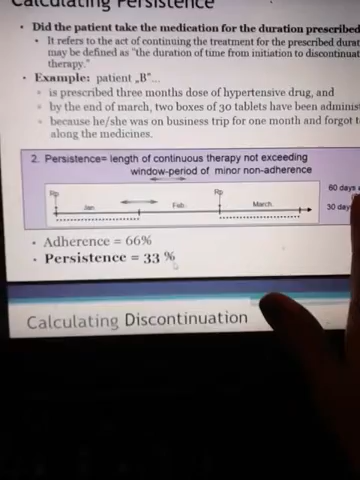 Calculating Persistence
• Did the patient take the medication for the duration prescribed
• It refers to the act of continuing the treatment for the prescribed
may be defined as "the duration of time from initiation to
therapy."
• Example: patient „B"...
is prescribed three months dose of hypertensive drug, and
by the end of march, two boxes of 30 tablets have been
because he/she was on business trip for one month and forgot
along the medicines.
2. Persistence= length of continuous therapy not exceeding
window-period of minor non-adherence
Rp Rp 60 days
Jan Feb March 30
• Adherence = 66%
• Persistence = 33 %
Calculating Discontinuation